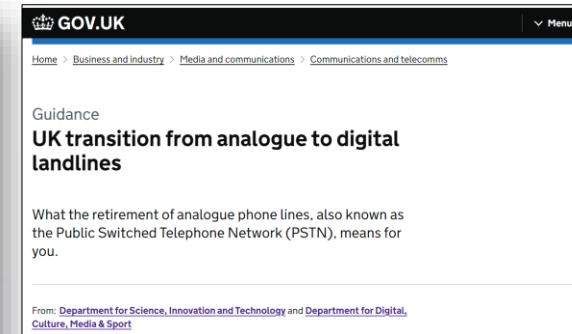 GOV.UK
Menu
Home > Business and industry > Media and communications > Communications and telecomms
Guidance
UK transition from analogue to digital
landlines
What the retirement of analogue phone lines, also known as
the Public Switched Telephone Network (PSTN), means for
you.
From: Department for Science, Innovation and Technology and Department for Digital,
Culture, Media & Sport